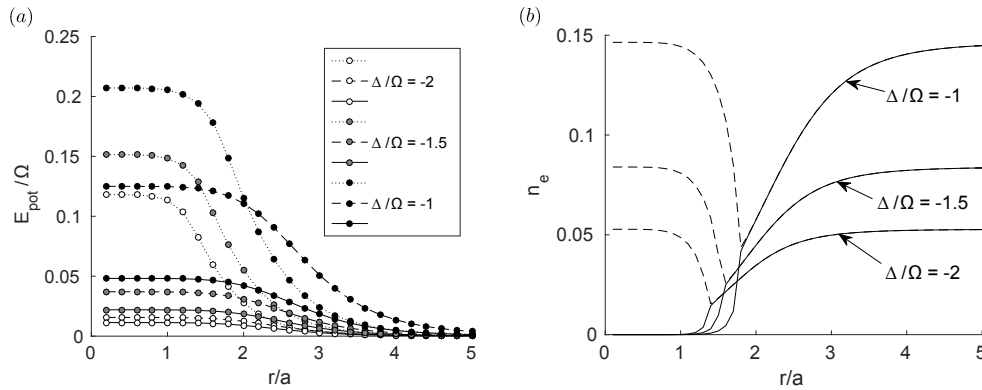 (a)
0.25
0.2
0.15
0.1
0.05
0
E_pot/Ω
0 1 2 3 4 5
r/a
Δ/Ω = -2
Δ/Ω = -1.5
Δ/Ω = -1
(b)
0.15
0.1
0.05
0
n_e
0 1 2 3 4 5
r/a
Δ/Ω = -1
Δ/Ω = -1.5
Δ/Ω = -2